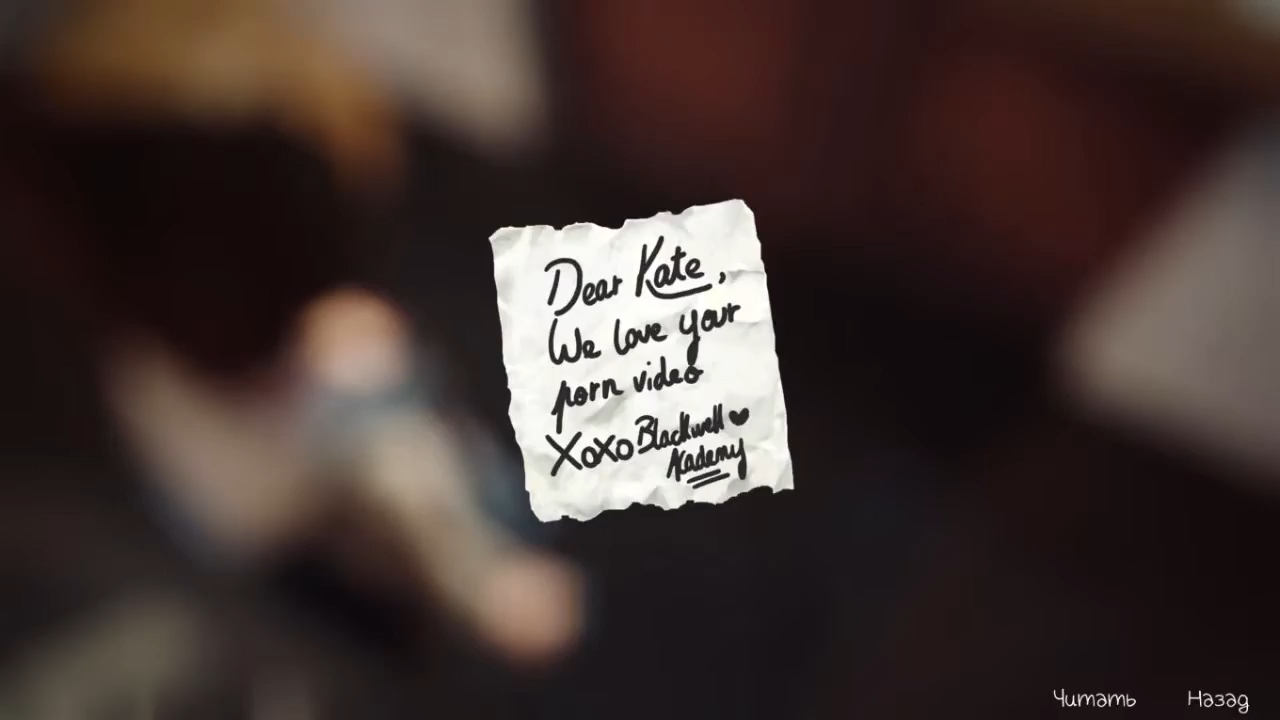 Dear Kate,
We love your
porn video
XoXo Blackwell
Academy
Читать Назад